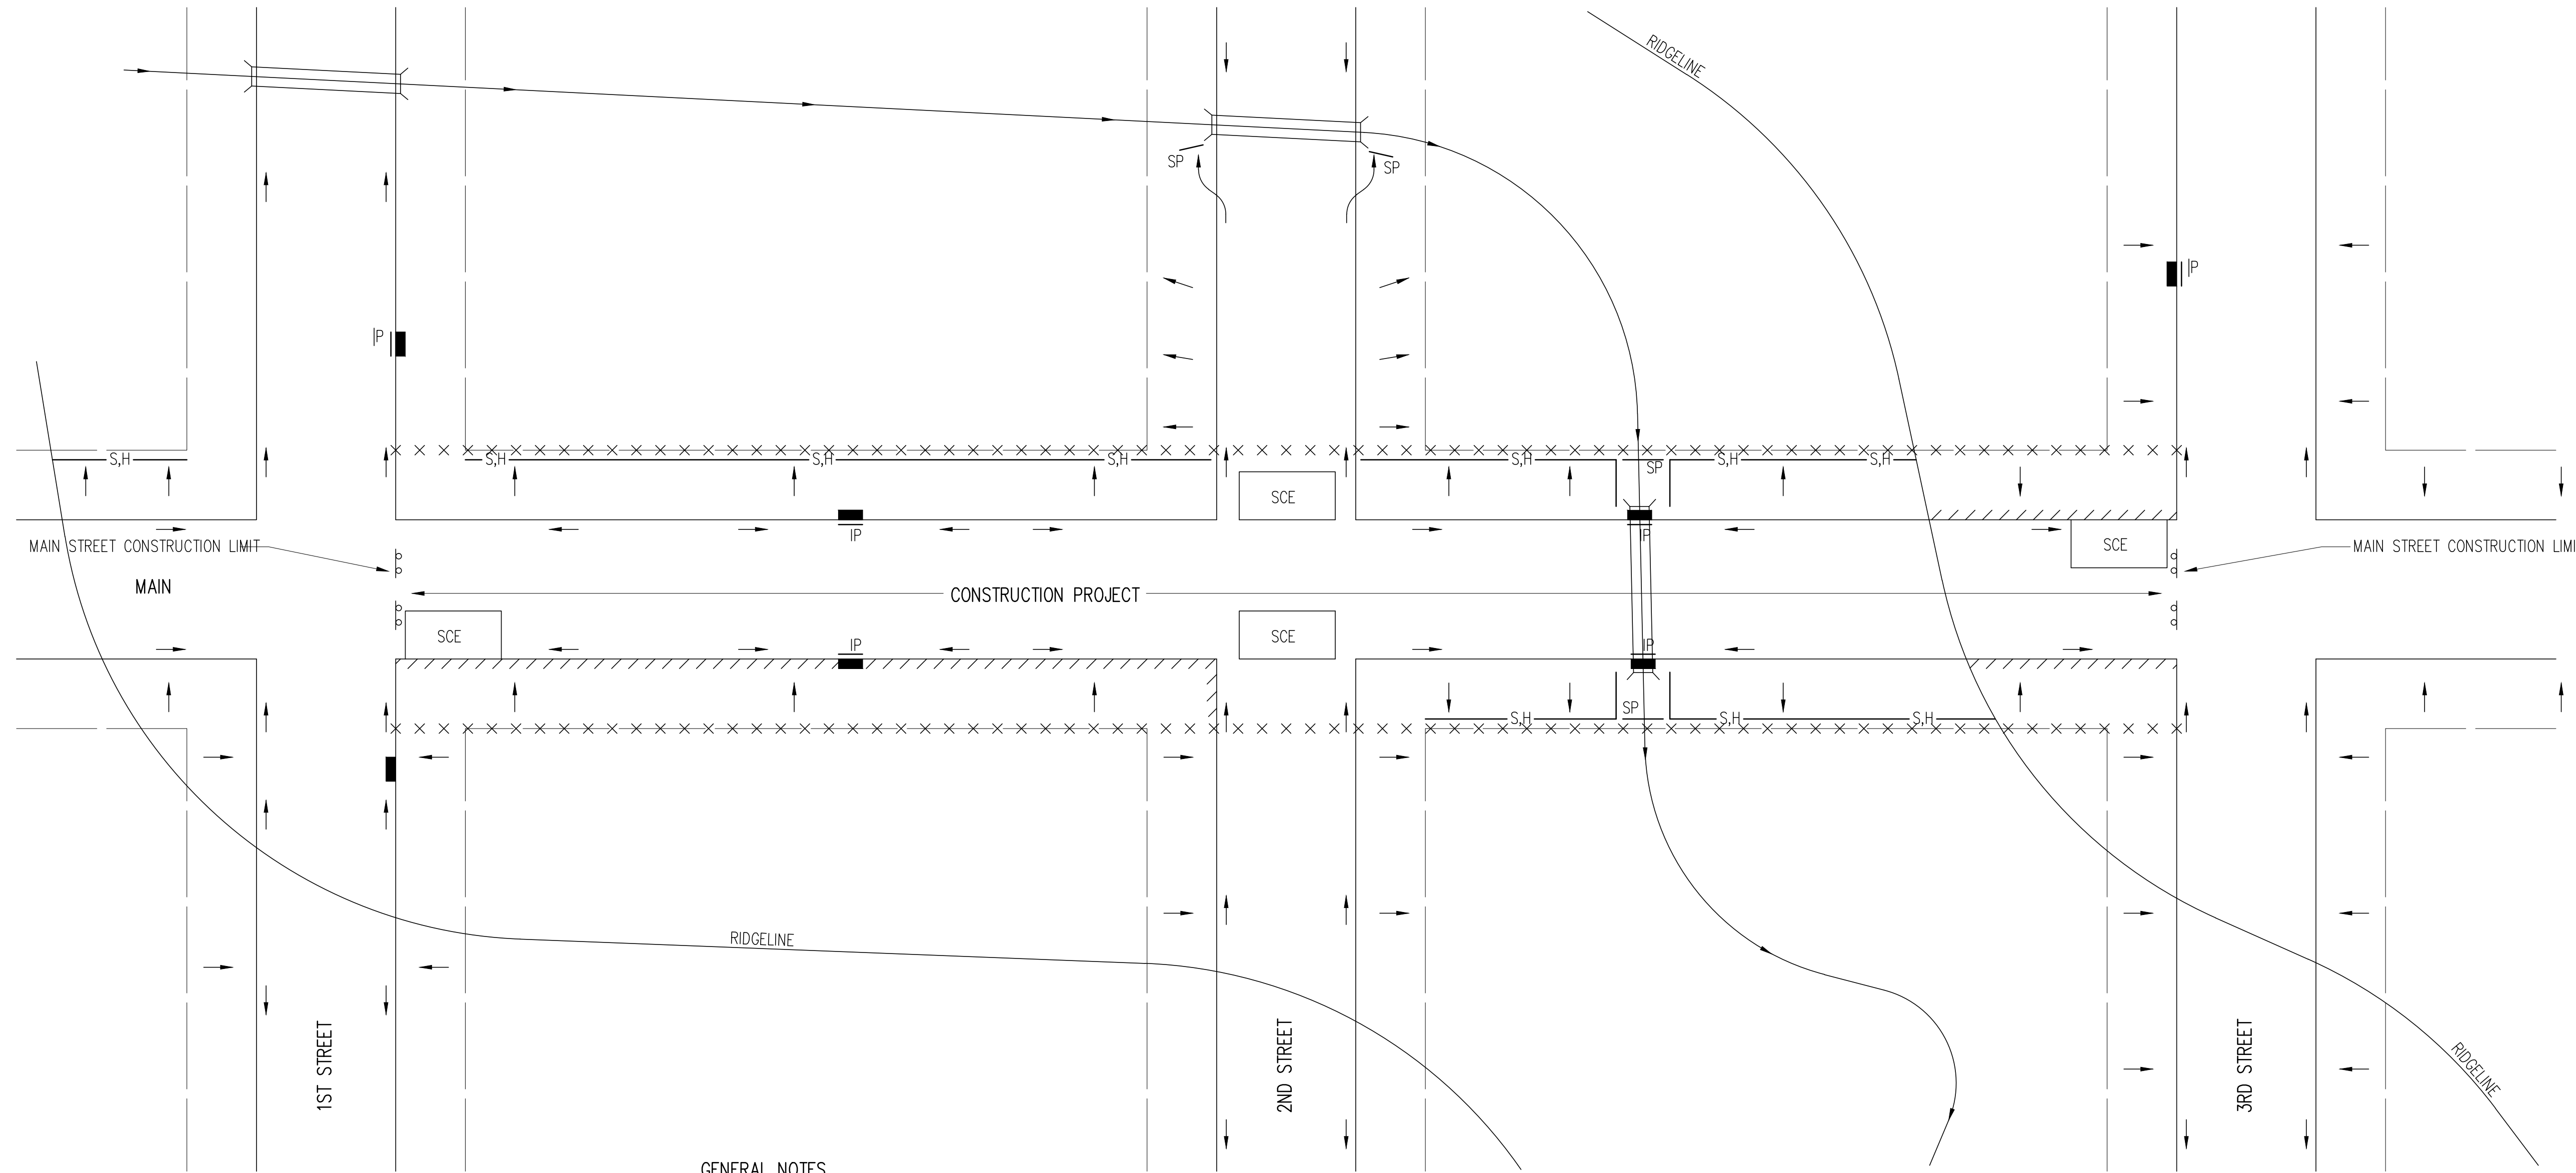 RIDGELINE
SP
SP
IP
IP
S,H
S,H
S,H
S,H
S,H
S,H
S,H
SP
SCE
IP
IP
MAIN STREET CONSTRUCTION LIMIT
SCE
MAIN STREET CONSTRUCTION LIMI
MAIN
CONSTRUCTION PROJECT
SCE
SCE
IP
IP
SP
S,H
S,H
S,H
RIDGELINE
1ST STREET
2ND STREET
3RD STREET
RIDGELINE
GENERAL NOTES